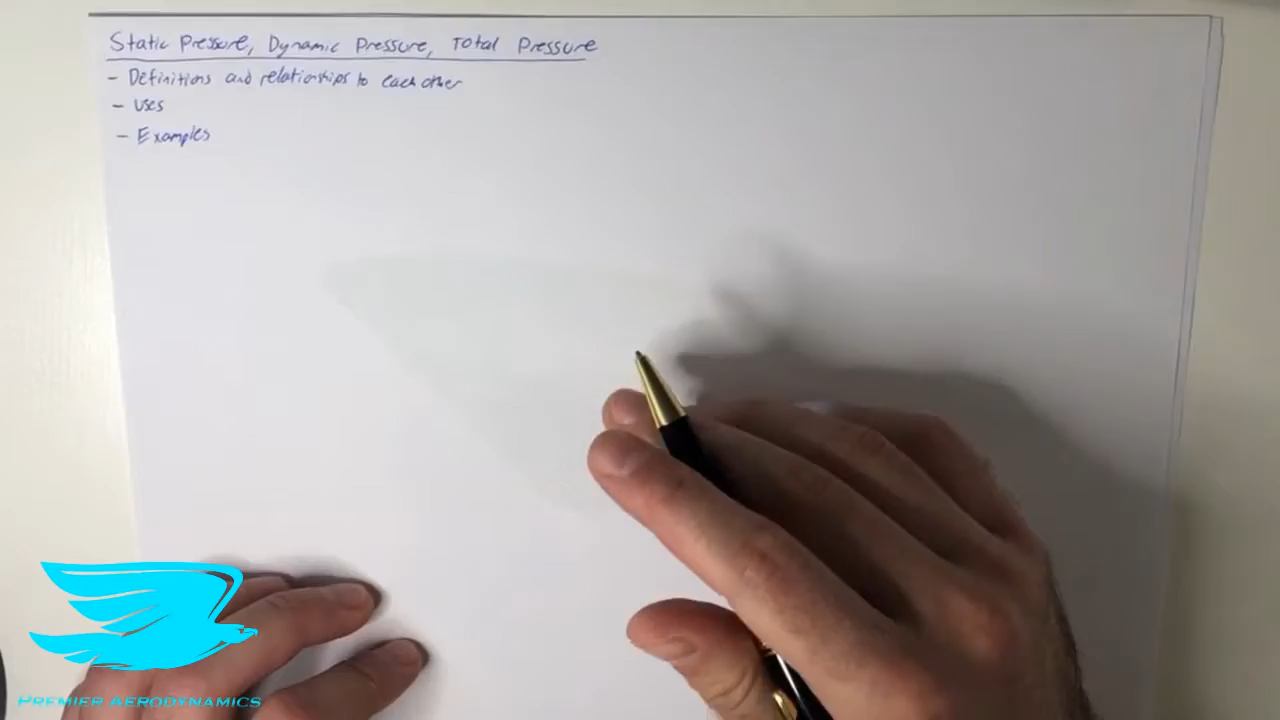 Static Pressure, Dynamic Pressure, Total Pressure
- Definitions and relationships to each other
- Uses
- Examples
PREMIER AERODYNAMICS